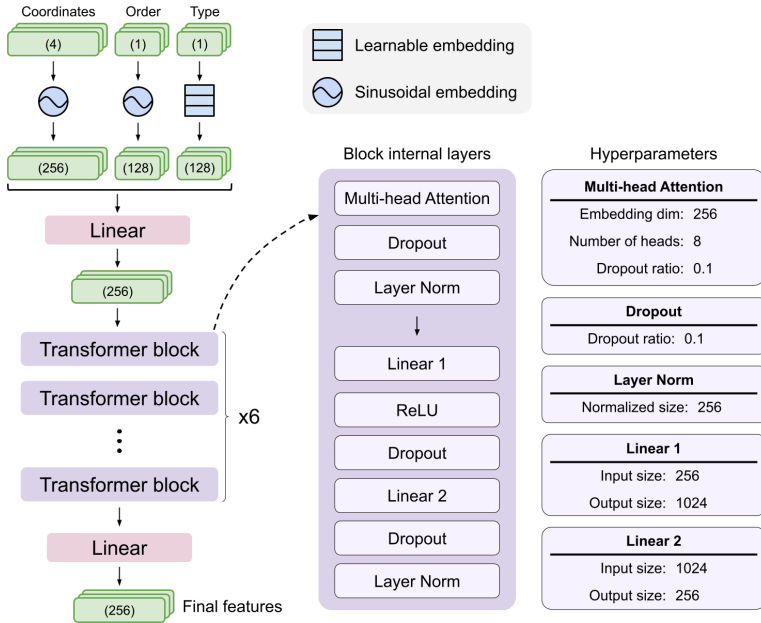 Coordinates Order Type
(4) (1) (1)
(256) (128) (128)
Linear
(256)
Transformer block
Transformer block
x6
Transformer block
Linear
(256) Final features
Learnable embedding
Sinusoidal embedding
Block internal layers
Multi-head Attention
Dropout
Layer Norm
Linear 1
ReLU
Dropout
Linear 2
Dropout
Layer Norm
Hyperparameters
Multi-head Attention
Embedding dim: 256
Number of heads: 8
Dropout ratio: 0.1
Dropout
Dropout ratio: 0.1
Layer Norm
Normalized size: 256
Linear 1
Input size: 256
Output size: 1024
Linear 2
Input size: 1024
Output size: 256